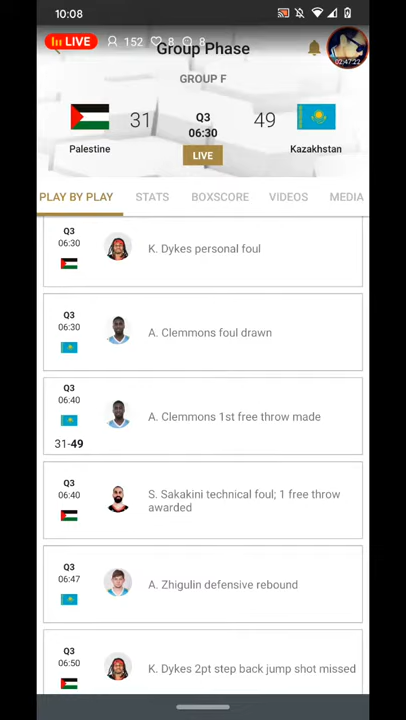 10:08
LIVE 152 8 8
Group Phase
02:47:22
GROUP F
31 Q3 49
06:30
Palestine LIVE Kazakhstan
PLAY BY PLAY STATS BOXSCORE VIDEOS MEDIA
Q3
06:30
K. Dykes personal foul
Q3
06:30
A. Clemmons foul drawn
Q3
06:40
A. Clemmons 1st free throw made
31-49
Q3
06:40
S. Sakakini technical foul; 1 free throw
awarded
Q3
06:47
A. Zhigulin defensive rebound
Q3
06:50
K. Dykes 2pt step back jump shot missed